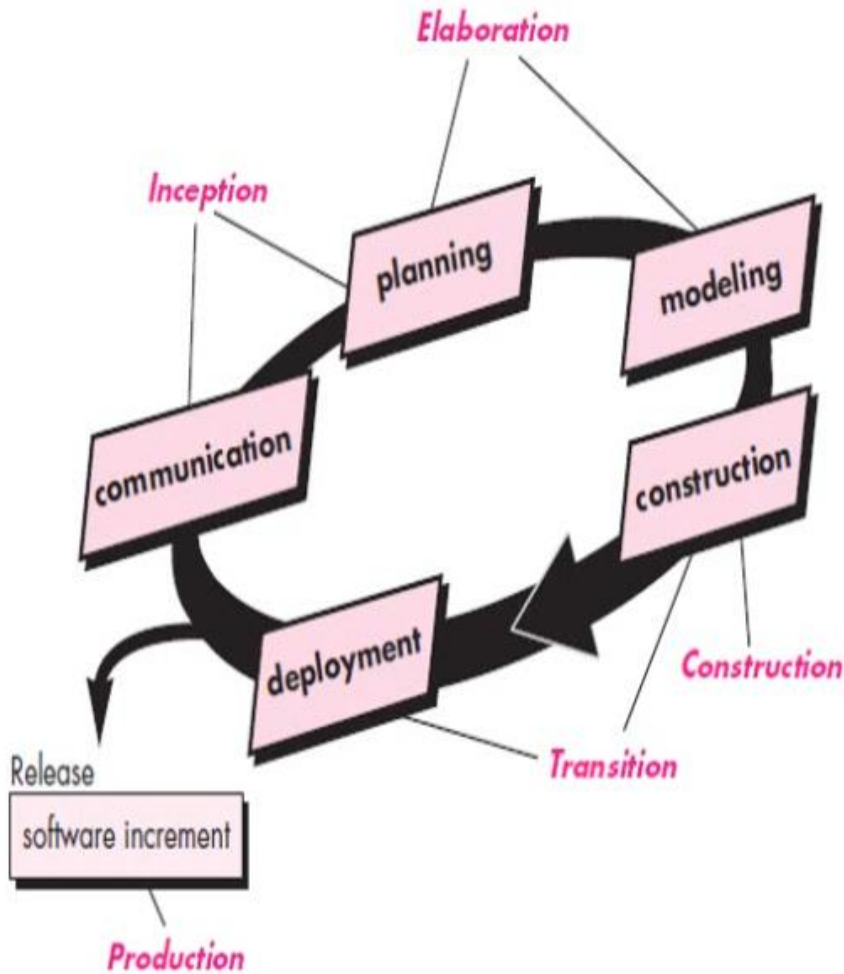 Elaboration
Inception
planning
modeling
communication
construction
deployment
Construction
Transition
Release
software increment
Production